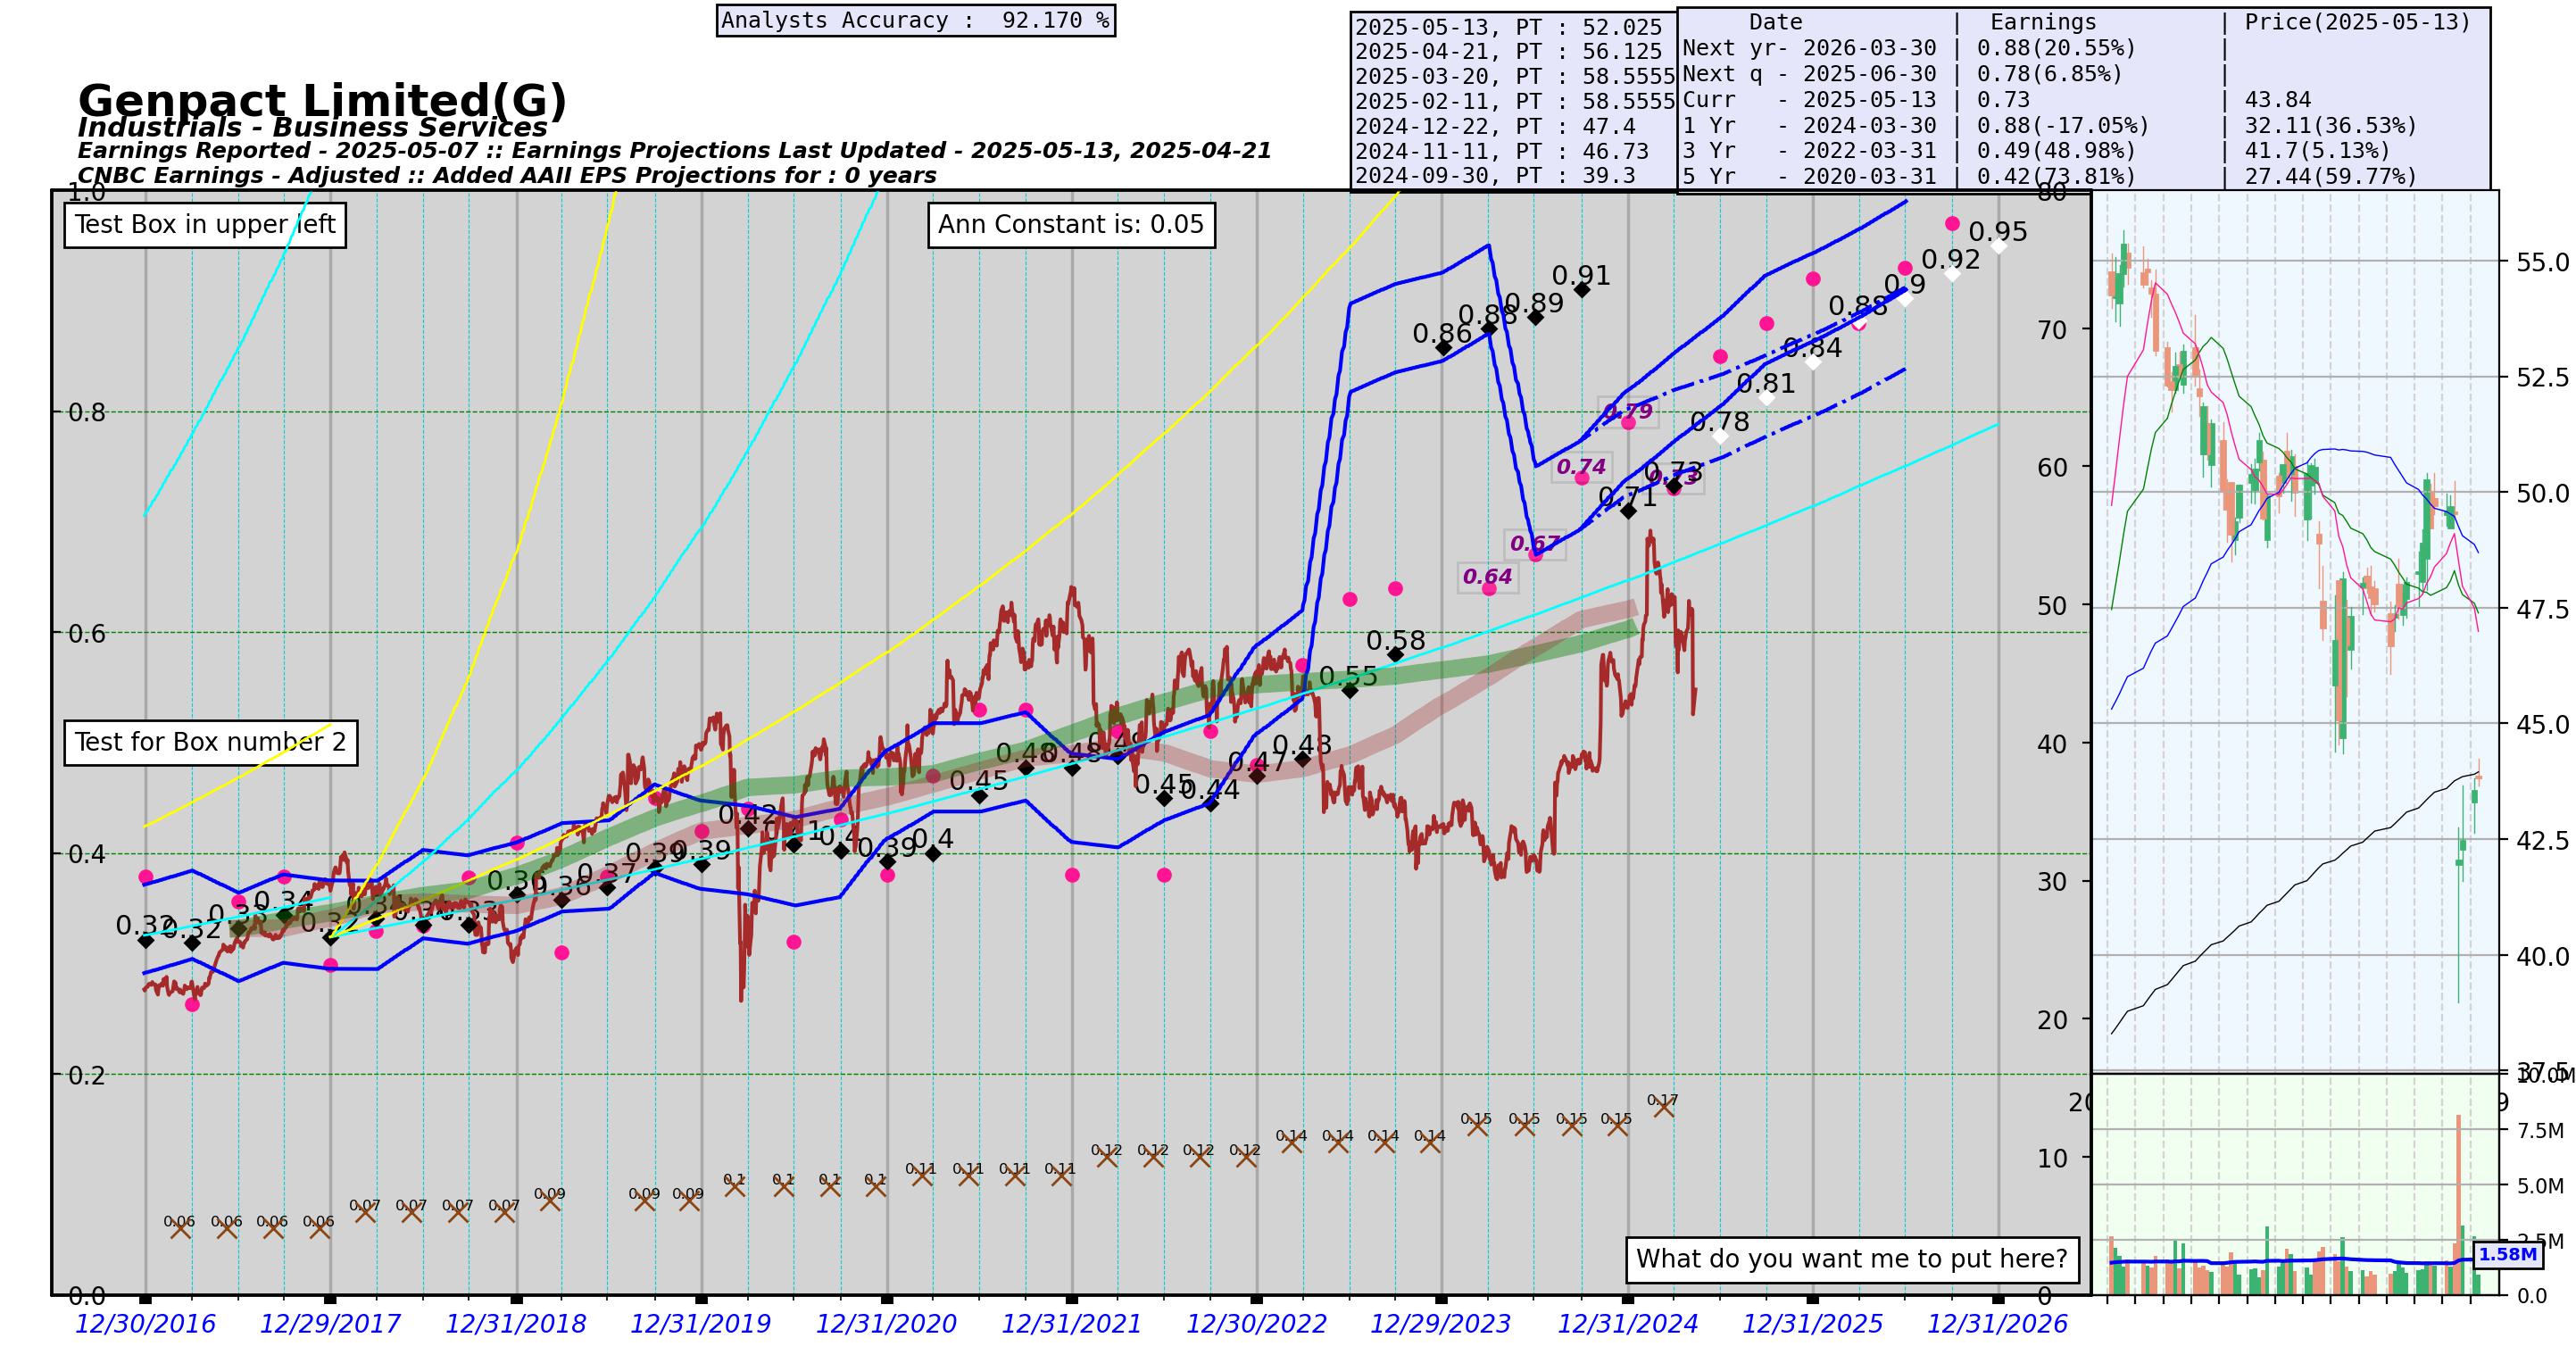 Analysts Accuracy :  92.170 %
2025-05-13, PT : 52.025
2025-04-21, PT : 56.125
2025-03-20, PT : 58.5555
2025-02-11, PT : 58.5555
2024-12-22, PT : 47.4
2024-11-11, PT : 46.73
2024-09-30, PT : 39.3
Date | Earnings | Price(2025-05-13)
Next yr- 2026-03-30 | 0.88(20.55%) |
Next q - 2025-06-30 | 0.78(6.85%) |
Curr - 2025-05-13 | 0.73 | 43.84
1 Yr - 2024-03-30 | 0.88(-17.05%) | 32.11(36.53%)
3 Yr - 2022-03-31 | 0.49(48.98%) | 41.7(5.13%)
5 Yr - 2020-03-31 | 0.42(73.81%) | 27.44(59.77%)
Genpact Limited(G)
Industrials - Business Services
Earnings Reported - 2025-05-07 :: Earnings Projections Last Updated - 2025-05-13, 2025-04-21
CNBC Earnings - Adjusted :: Added AAII EPS Projections for : 0 years
Test Box in upper left
Ann Constant is: 0.05
Test for Box number 2
What do you want me to put here?
1.0
0.8
0.6
0.4
0.2
0.0
80
70
60
50
40
30
20
10
0
0.32 0.32 0.33 0.34 0.32 0.33 0.36 0.36 0.37 0.39 0.39 0.42 0.41 0.4 0.39 0.4 0.45 0.48 0.48 0.49 0.45 0.44 0.47 0.48 0.55 0.58 0.86 0.88 0.89 0.91 0.71 0.73
0.78 0.81 0.84 0.88 0.9 0.92 0.95
0.64 0.67 0.74 0.79 0.73
0.06 0.06 0.06 0.06 0.07 0.07 0.07 0.07 0.09 0.09 0.09 0.1 0.1 0.1 0.1 0.11 0.11 0.11 0.11 0.12 0.12 0.12 0.12 0.14 0.14 0.14 0.14 0.15 0.15 0.15 0.15 0.17
12/30/2016 12/29/2017 12/31/2018 12/31/2019 12/31/2020 12/31/2021 12/30/2022 12/29/2023 12/31/2024 12/31/2025 12/31/2026
55.0
52.5
50.0
47.5
45.0
42.5
40.0
37.5
10.0M
7.5M
5.0M
1.58M
0.0